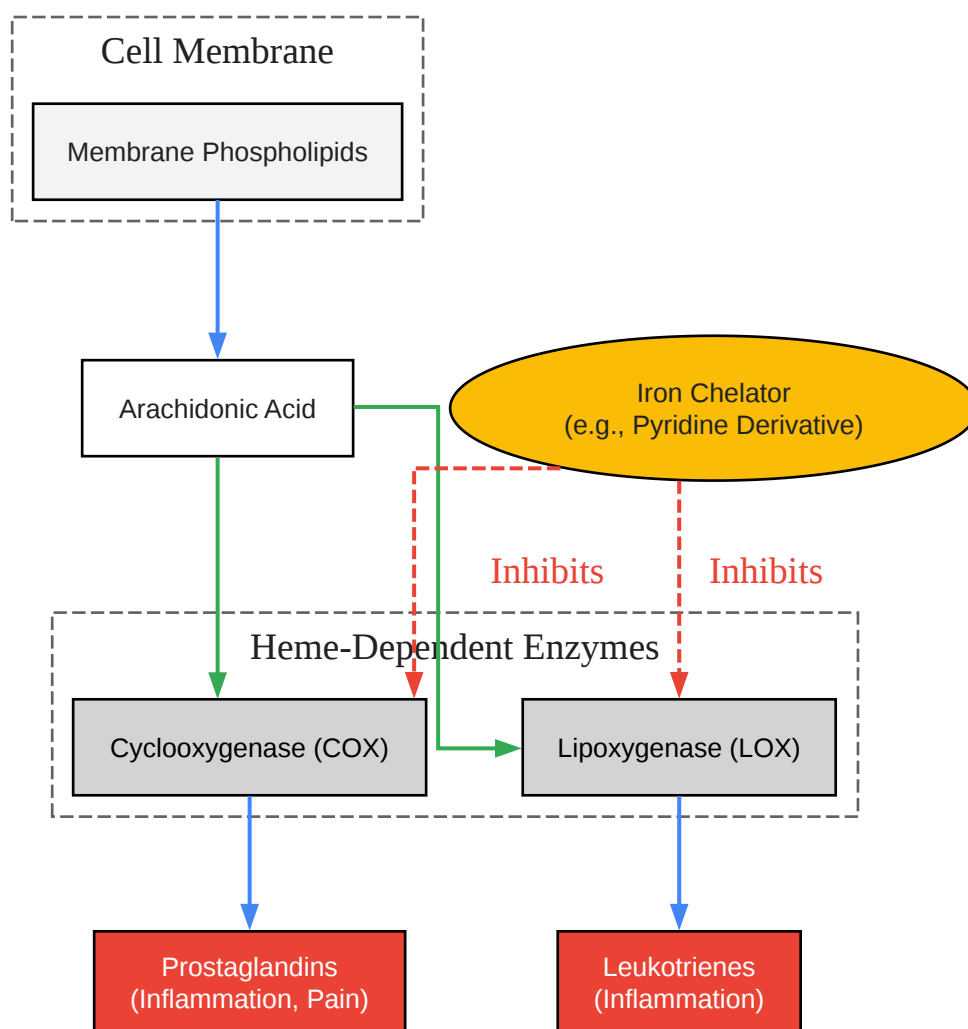 Cell Membrane
Membrane Phospholipids
Arachidonic Acid
Iron Chelator
(e.g., Pyridine Derivative)
Inhibits
Inhibits
Heme-Dependent Enzymes
Cyclooxygenase (COX)
Lipoxygenase (LOX)
Prostaglandins
(Inflammation, Pain)
Leukotrienes
(Inflammation)